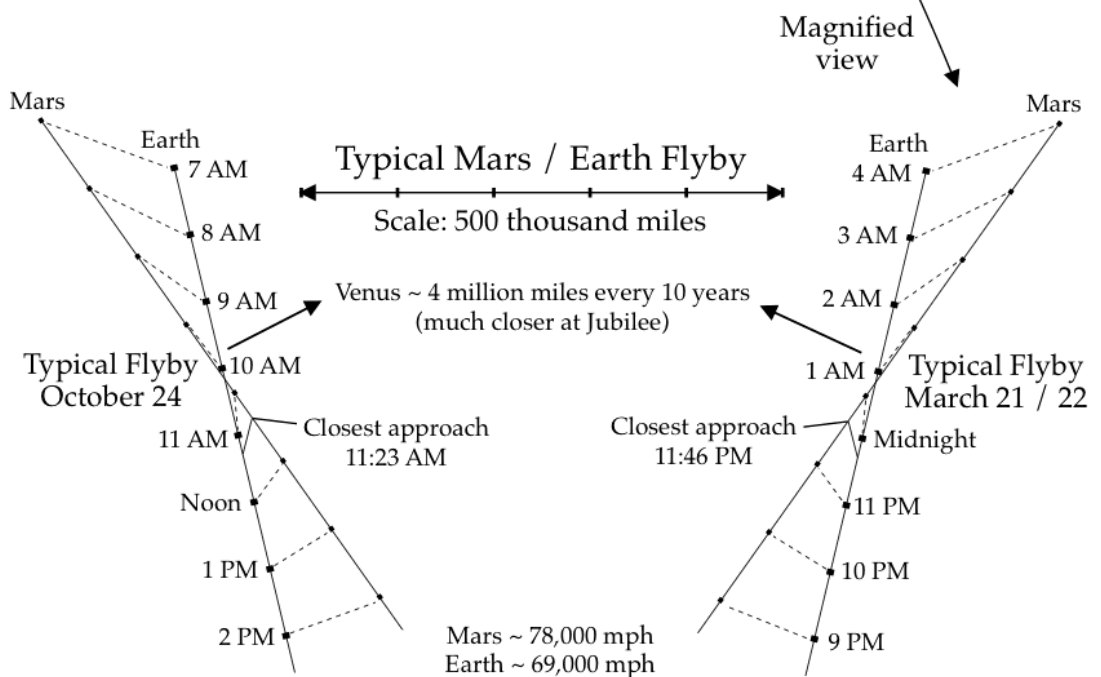 Magnified
view
Mars
Earth
7 AM
8 AM
9 AM
10 AM
Typical Flyby
October 24
11 AM
Closest approach
11:23 AM
Noon
1 PM
2 PM
Typical Mars / Earth Flyby
Scale: 500 thousand miles
Venus ~ 4 million miles every 10 years
(much closer at Jubilee)
Mars
Earth
4 AM
3 AM
2 AM
1 AM
Typical Flyby
March 21 / 22
Closest approach
11:46 PM
Midnight
11 PM
10 PM
9 PM
Mars ~ 78,000 mph
Earth ~ 69,000 mph